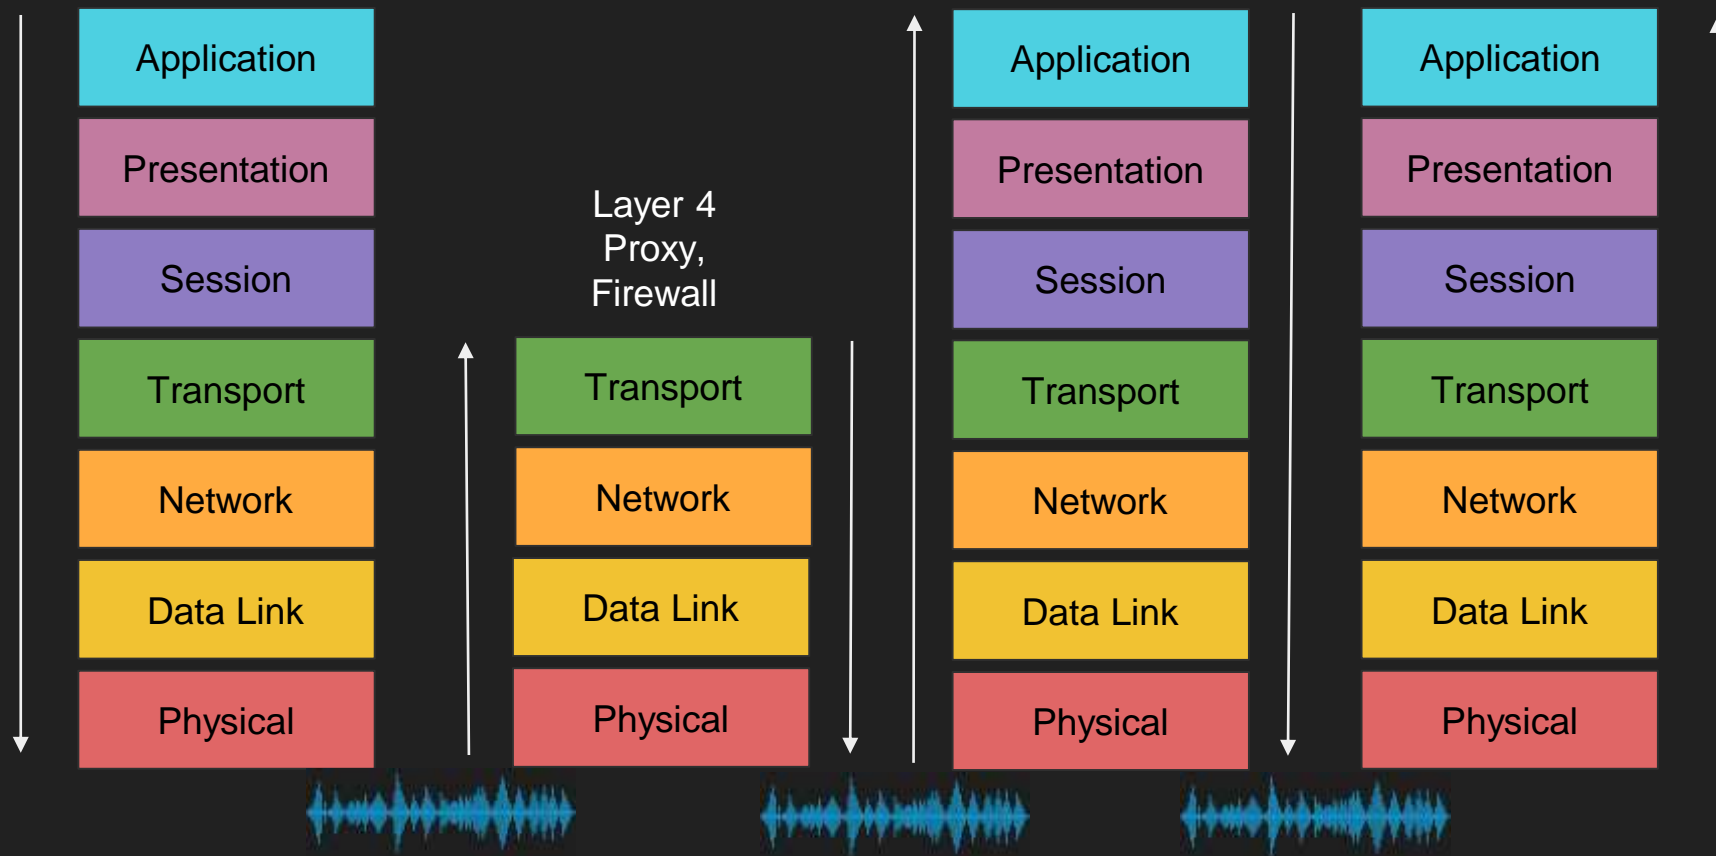 Application
Presentation
Session
Transport
Network
Data Link
Physical
Layer 4
Proxy,
Firewall
Transport
Network
Data Link
Physical
Application
Presentation
Session
Transport
Network
Data Link
Physical
Application
Presentation
Session
Transport
Network
Data Link
Physical